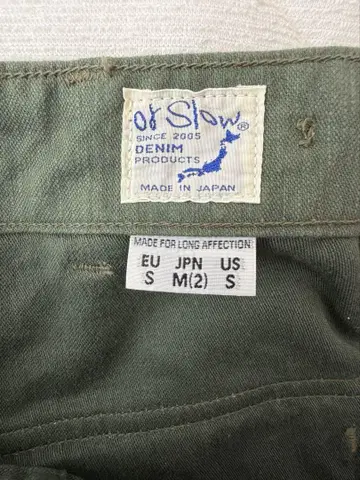 or Slow®
SINCE 2005
DENIM
PRODUCTS
MADE IN JAPAN
MADE FOR LONG AFFECTION
EU JPN US
S M(2) S